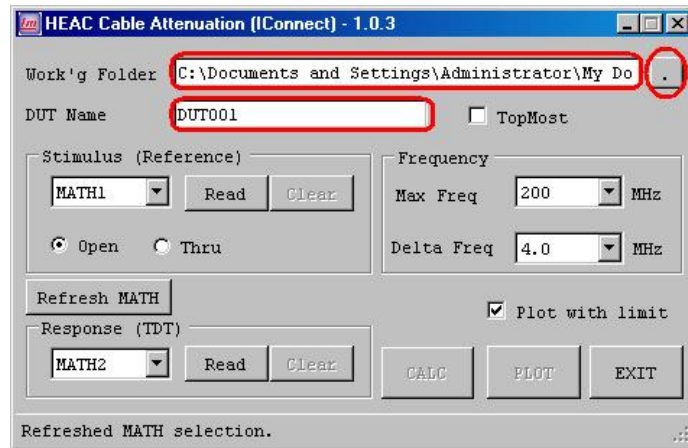 HEAC Cable Attenuation (IConnect) - 1.0.3
Work'g Folder C:\Documents and Settings\Administrator\My Do .
DUT Name DUT001 TopMost
Stimulus (Reference)
MATH1 Read Clear
Open Thru
Frequency
Max Freq 200 MHz
Delta Freq 4.0 MHz
Refresh MATH
Plot with limit
Response (TDT)
MATH2 Read Clear
CALC PLOT EXIT
Refreshed MATH selection.